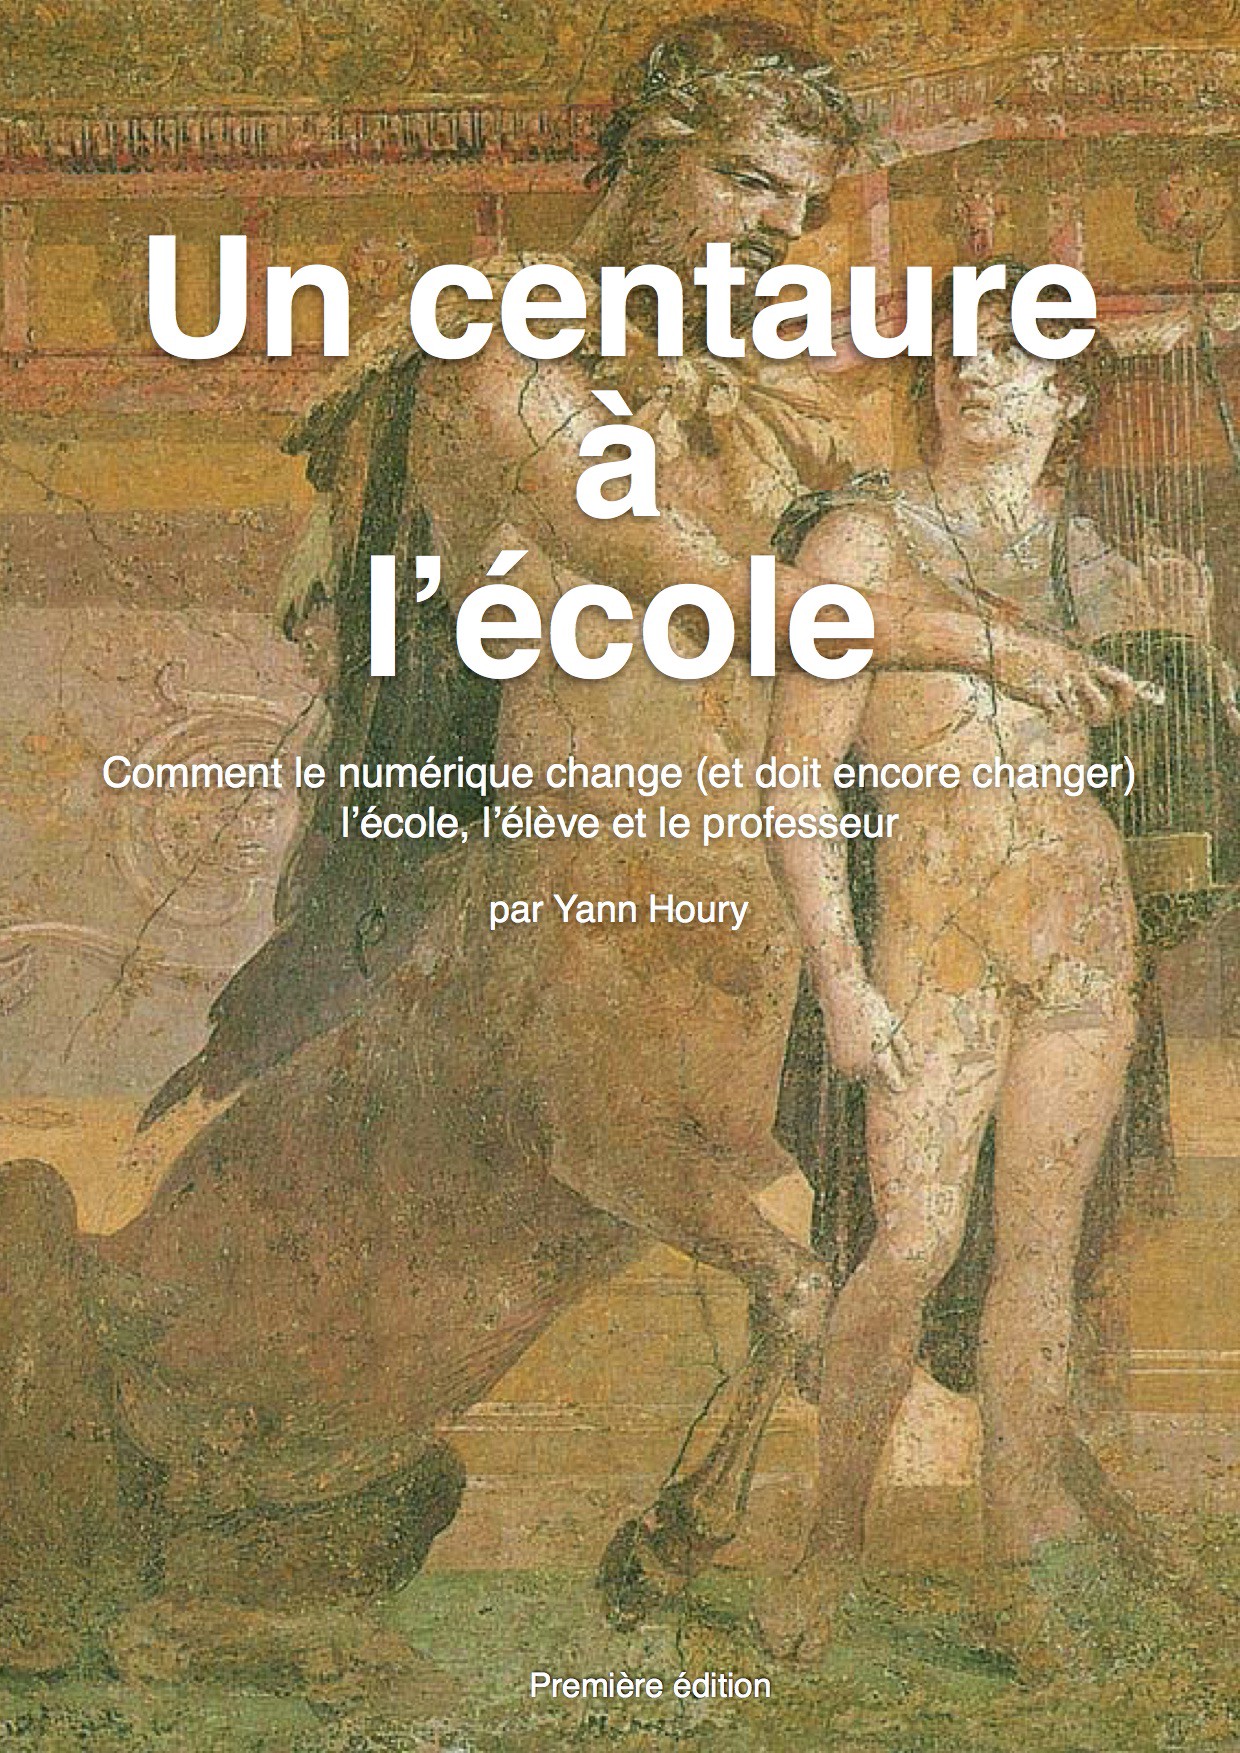 Un centaure
à
l’école
Comment le numérique change (et doit encore changer)
l’école, l’élève et le professeur
par Yann Houry
Première édition